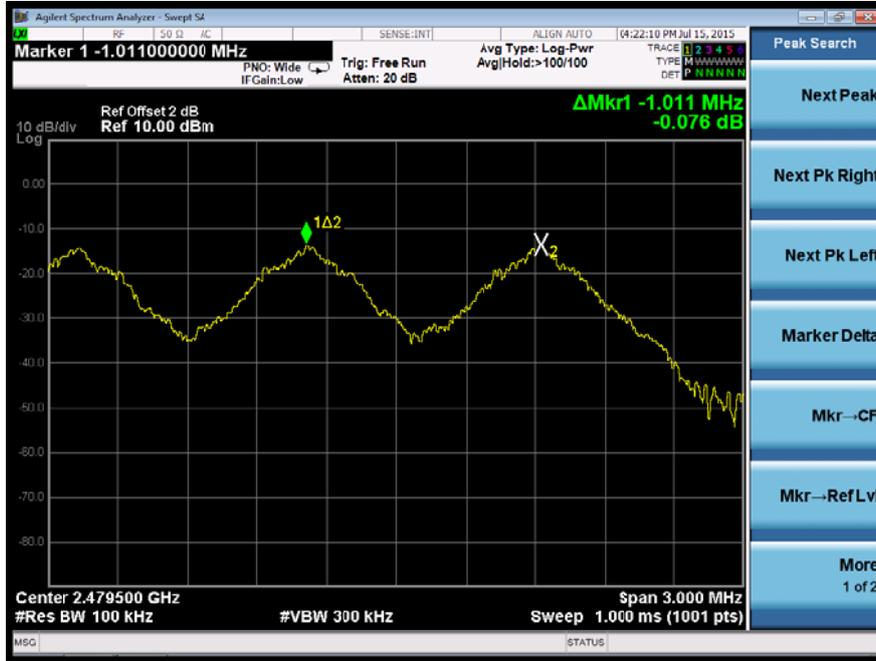 Agilent Spectrum Analyzer - Swept SA
LXI RF 50 Ω AC SENSE:INT ALIGN AUTO 04:22:10 PM Jul 15, 2015
Marker 1 -1.011000000 MHz
PNO: Wide
IFGain:Low
Trig: Free Run
Atten: 20 dB
Avg Type: Log-Pwr
Avg|Hold:>100/100
TRACE 1 2 3 4 5 6
TYPE M WWWWW
DET P N N N N N
ΔMkr1 -1.011 MHz
-0.076 dB
Ref Offset 2 dB
10 dB/div Ref 10.00 dBm
Log
0.00
-10.0
-20.0
-30.0
-40.0
-50.0
-60.0
-70.0
-80.0
1Δ2
X2
Center 2.479500 GHz
Span 3.000 MHz
#Res BW 100 kHz
#VBW 300 kHz
Sweep 1.000 ms (1001 pts)
MSG
STATUS
Peak Search
Next Peak
Next Pk Right
Next Pk Left
Marker Delta
Mkr→CF
Mkr→Ref Lvl
More
1 of 2